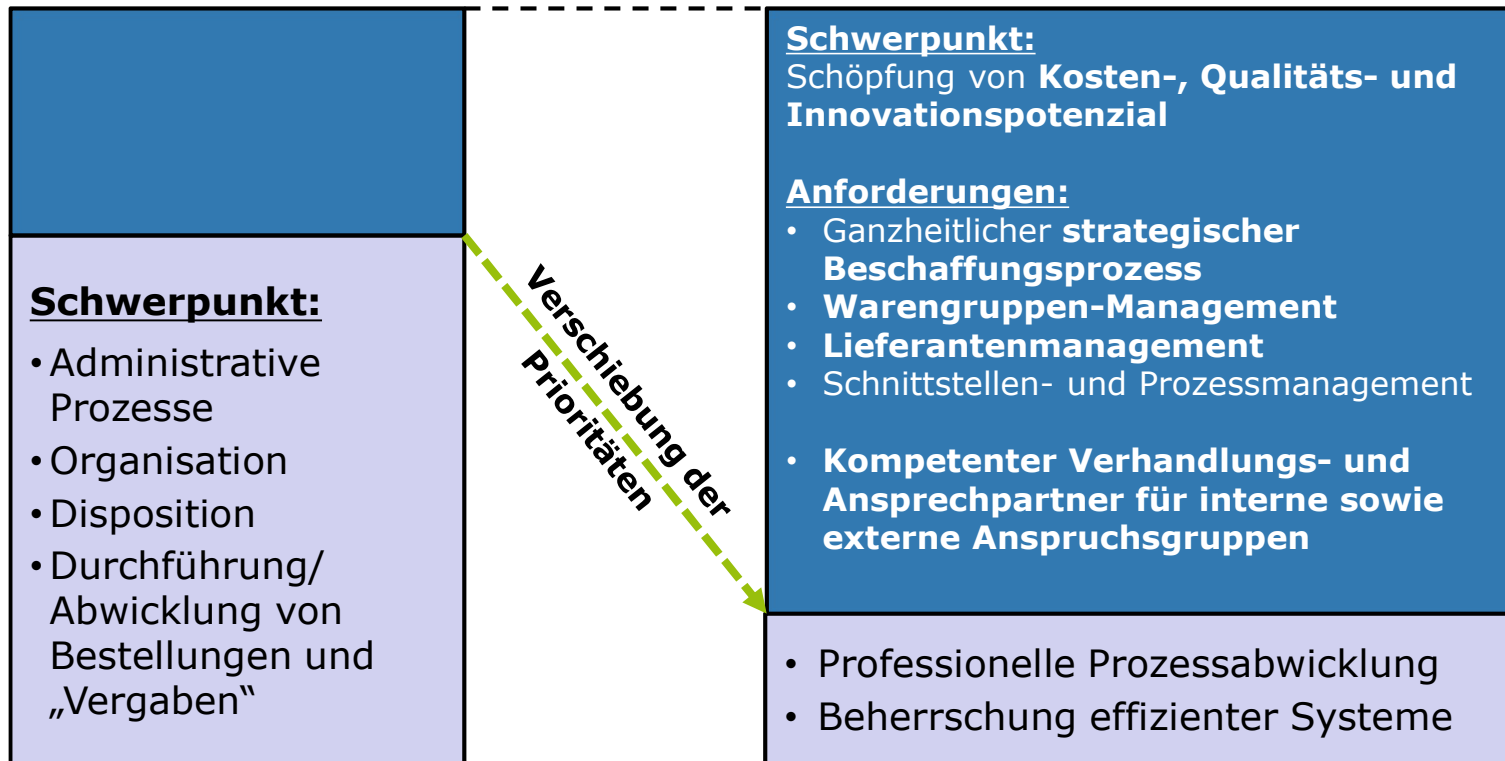 Schwerpunkt:
• Administrative
Prozesse
• Organisation
• Disposition
• Durchführung/
Abwicklung von
Bestellungen und
„Vergaben“
Verschiebung der
Prioritäten
Schwerpunkt:
Schöpfung von Kosten-, Qualitäts- und
Innovationspotenzial
Anforderungen:
• Ganzheitlicher strategischer
Beschaffungsprozess
• Warengruppen-Management
• Lieferantenmanagement
• Schnittstellen- und Prozessmanagement
• Kompetenter Verhandlungs- und
Ansprechpartner für interne sowie
externe Anspruchsgruppen
• Professionelle Prozessabwicklung
• Beherrschung effizienter Systeme